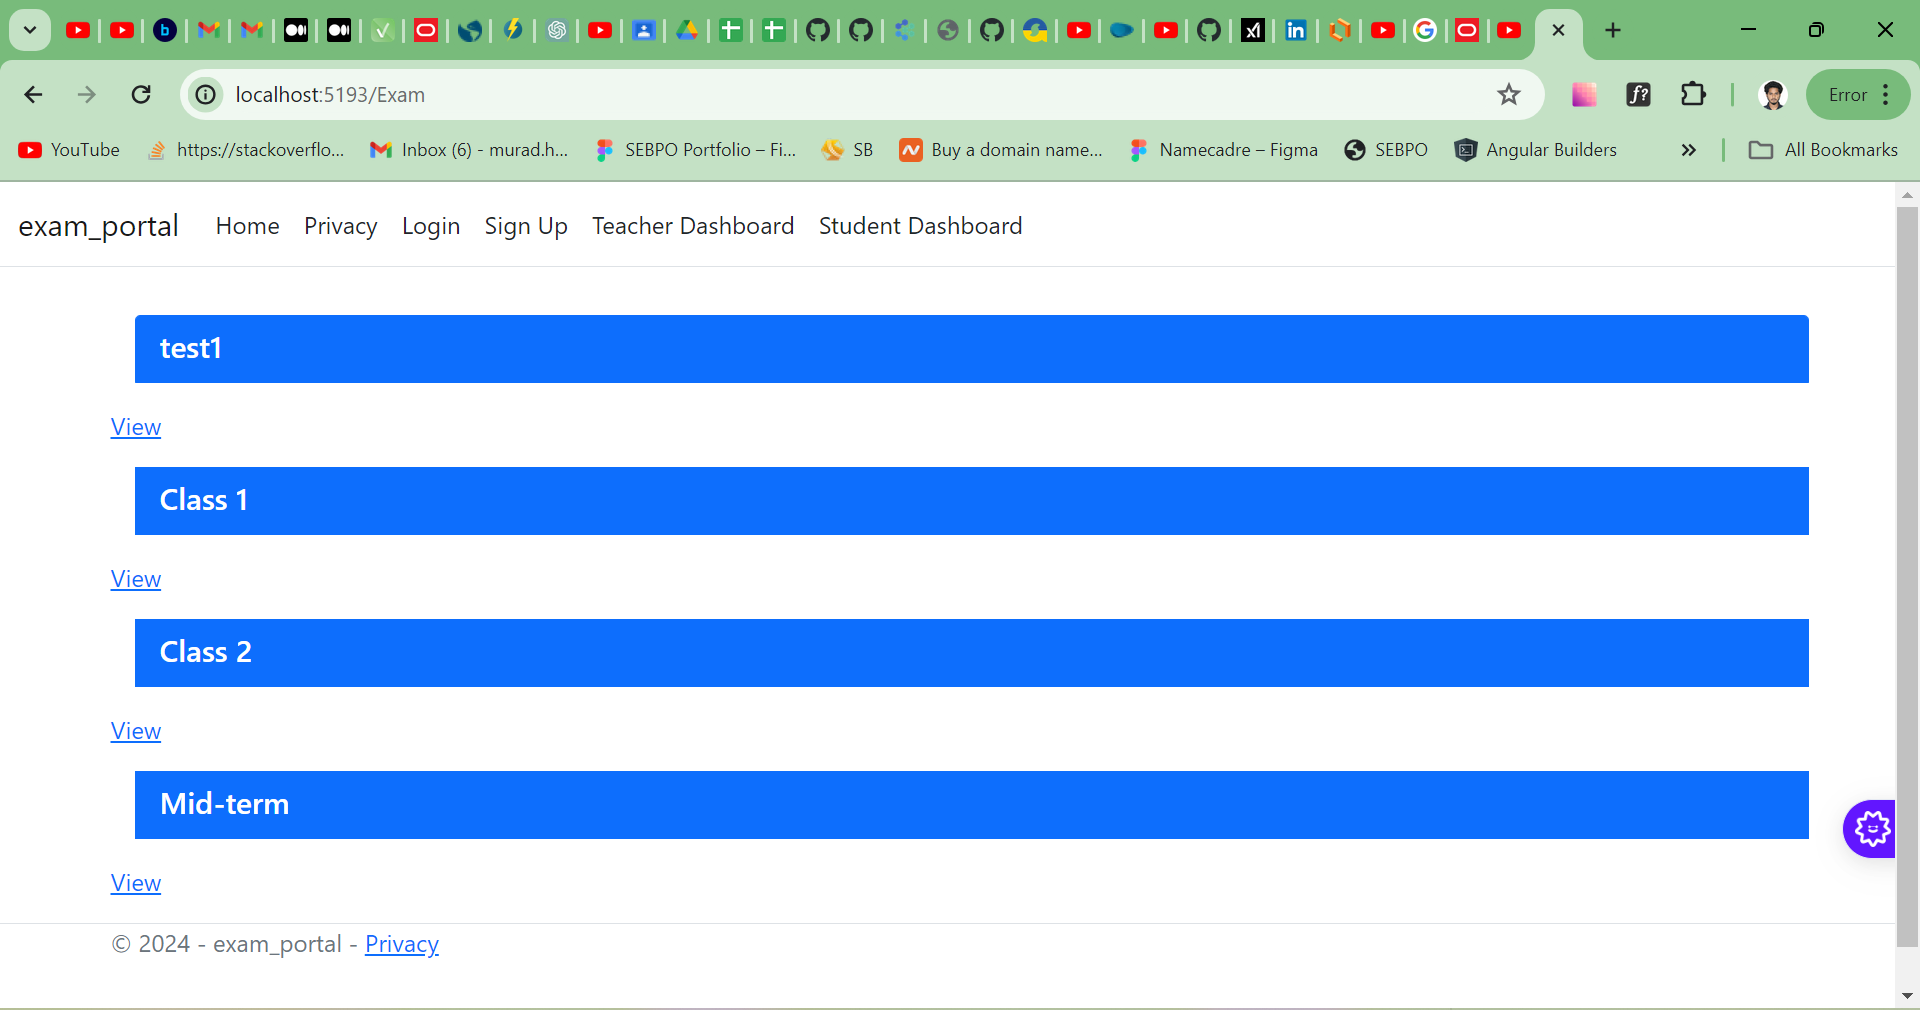 localhost:5193/Exam
Error
YouTube https://stackoverflo... Inbox (6) - murad.h... SEBPO Portfolio – Fi... SB Buy a domain name... Namecadre – Figma SEBPO Angular Builders » All Bookmarks
exam_portal Home Privacy Login Sign Up Teacher Dashboard Student Dashboard
test1
View
Class 1
View
Class 2
View
Mid-term
View
© 2024 - exam_portal - Privacy